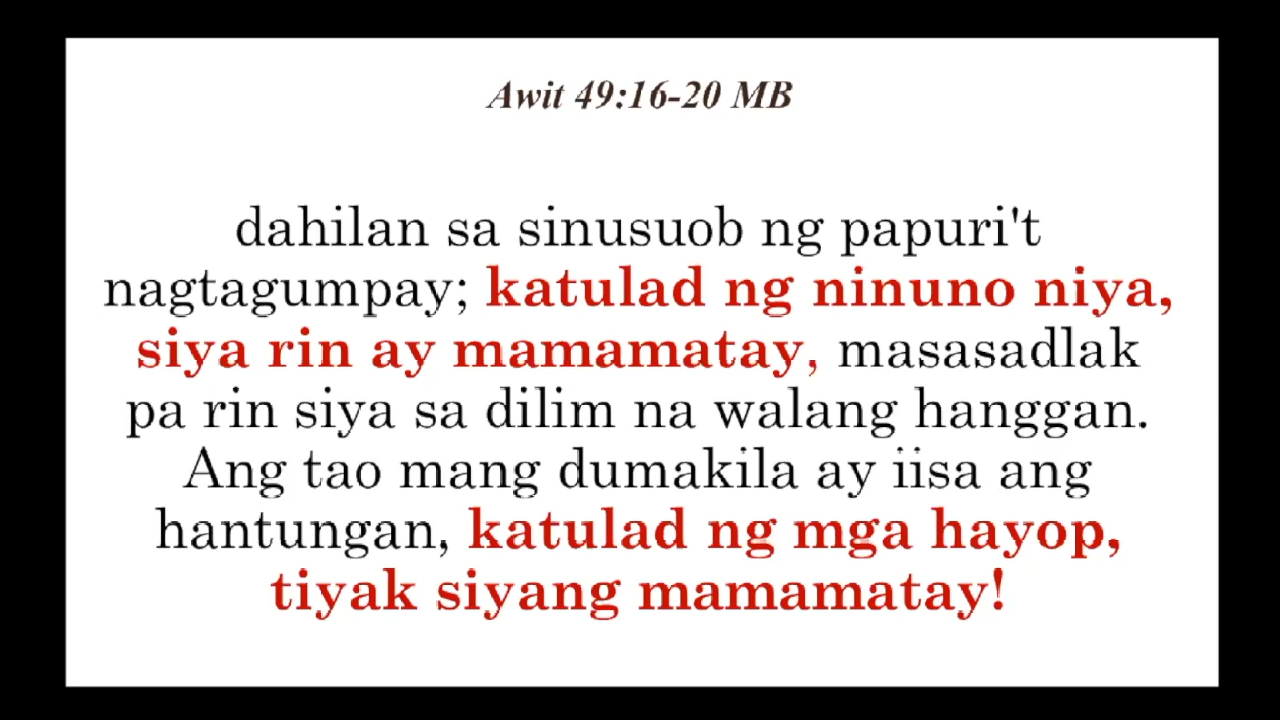 Awit 49:16-20 MB
dahilan sa sinusuob ng papuri't
nagtagumpay; katulad ng ninuno niya,
siya rin ay mamamatay, masasadlak
pa rin siya sa dilim na walang hanggan.
Ang tao mang dumakila ay iisa ang
hantungan, katulad ng mga hayop,
tiyak siyang mamamatay!